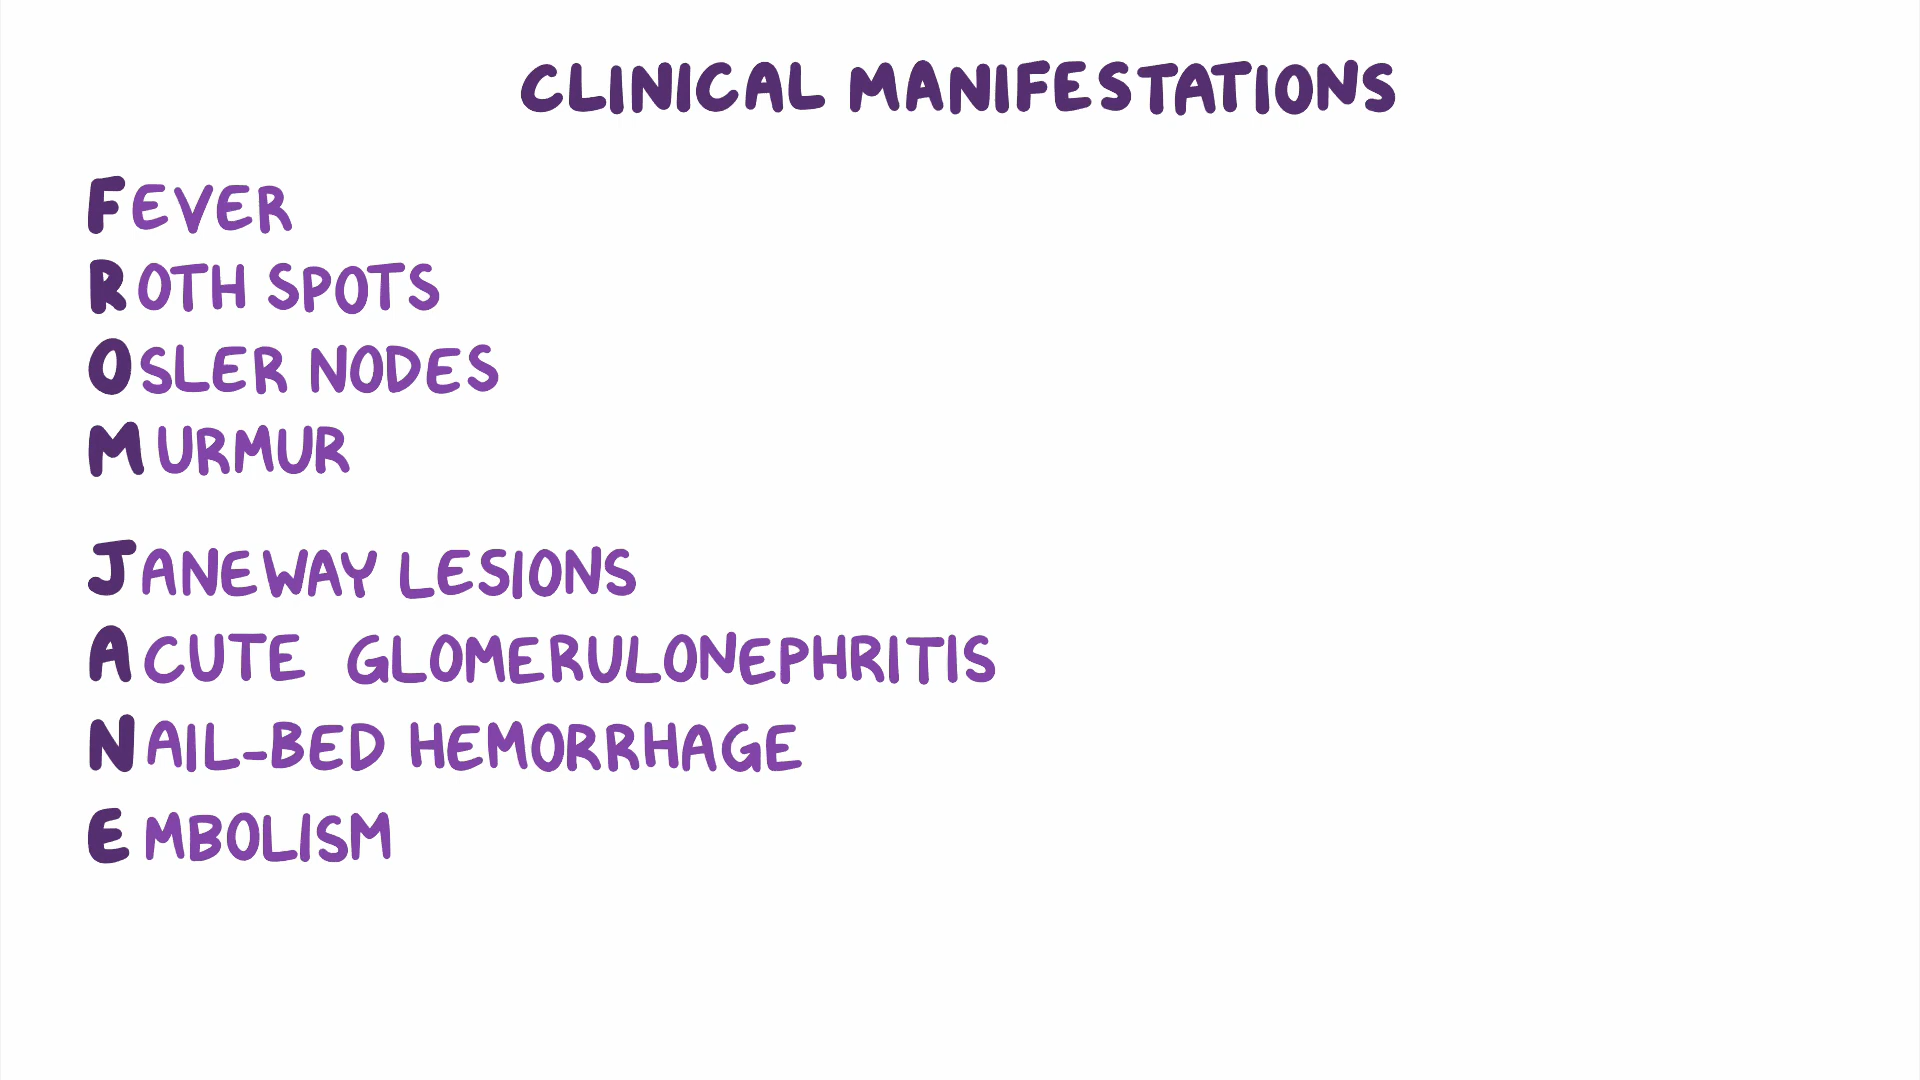 CLINICAL MANIFESTATIONS
FEVER
ROTH SPOTS
OSLER NODES
MURMUR
JANEWAY LESIONS
ACUTE GLOMERULONEPHRITIS
NAIL-BED HEMORRHAGE
EMBOLISM